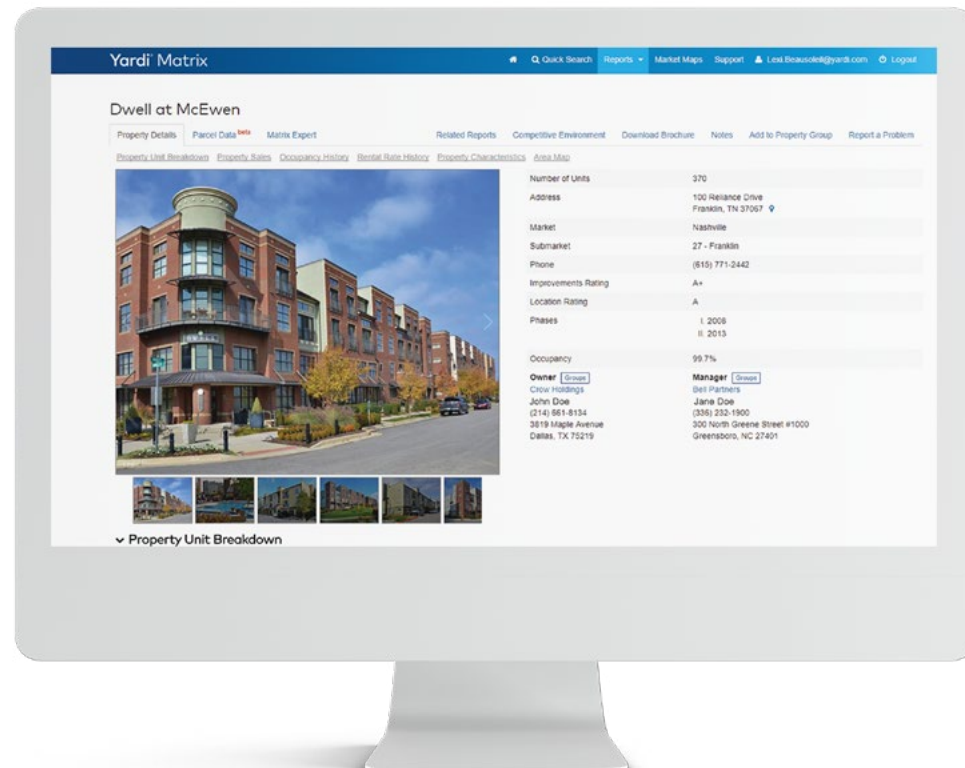 Yardi® Matrix
Quick Search Reports Market Maps Support Lexi.Beausoleil@yardi.com Logout
Dwell at McEwen
Property Details Parcel Data beta Matrix Expert Related Reports Competitive Environment Download Brochure Notes Add to Property Group Report a Problem
Property Unit Breakdown Property Sales Occupancy History Rental Rate History Property Characteristics Area Map
Number of Units 370
Address 100 Reliance Drive
Franklin, TN 37067
Market Nashville
Submarket 27 - Franklin
Phone (615) 771-2442
Improvements Rating A+
Location Rating A
Phases I. 2008
II. 2013
Occupancy 99.7%
Owner Groups Manager Groups
Crow Holdings Bell Partners
John Doe Jane Doe
(214) 661-8134 (336) 232-1900
3819 Maple Avenue 300 North Greene Street #1000
Dallas, TX 75219 Greensboro, NC 27401
Property Unit Breakdown